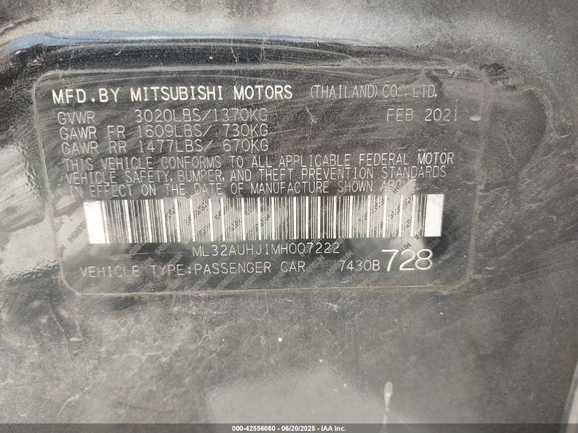 MFD.BY MITSUBISHI MOTORS (THAILAND) CO., LTD.
GVWR 3020LBS/1370KG FEB 2021
GAWR FR 1609LBS/ 730KG
GAWR RR 1477LBS/ 670KG
THIS VEHICLE CONFORMS TO ALL APPLICABLE FEDERAL MOTOR
VEHICLE SAFETY, BUMPER, AND THEFT PREVENTION STANDARDS
IN EFFECT ON THE DATE OF MANUFACTURE SHOWN ABOVE.
ML32AUHJ1MH007222
VEHICLE TYPE:PASSENGER CAR 7430B 728
000-42556060 - 06/20/2025 - IAA Inc.